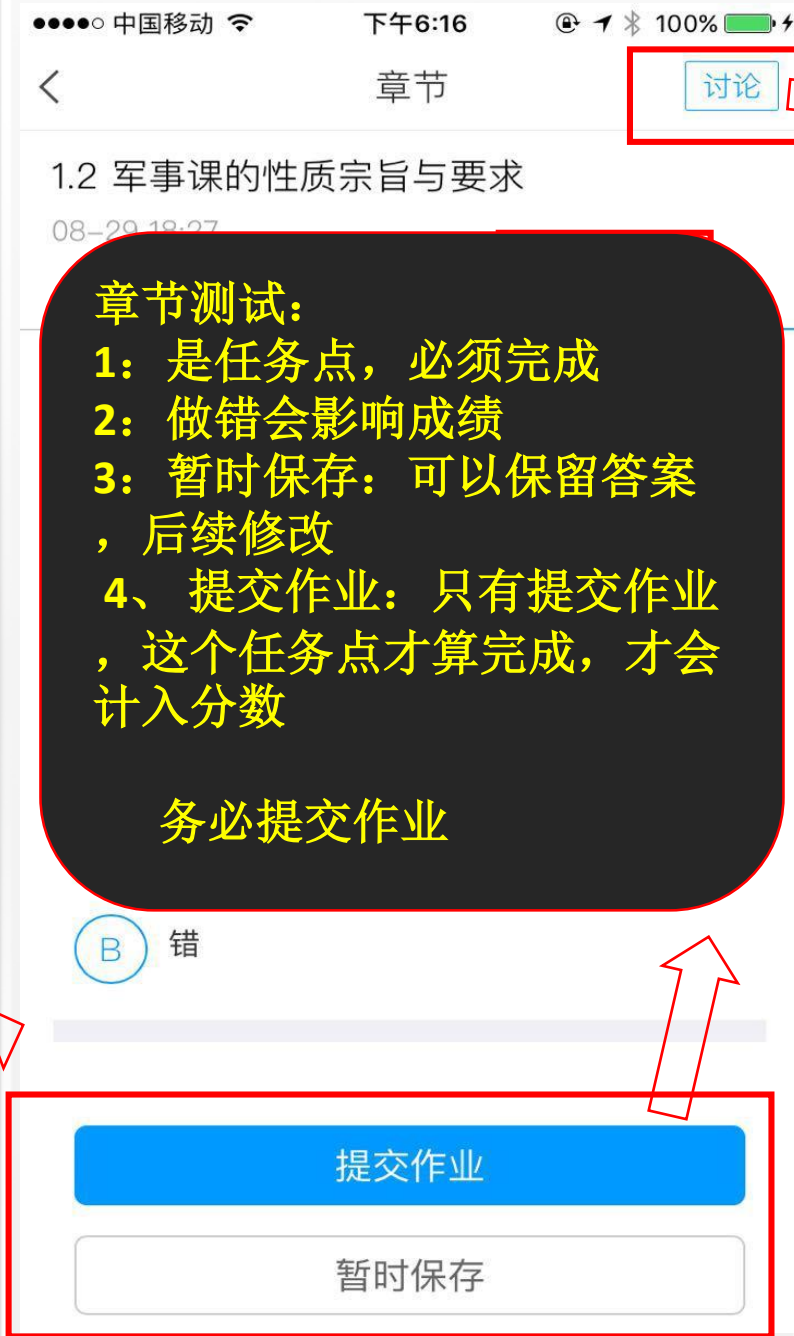 中国移动 下午6:16 100%
章节 讨论
1.2 军事课的性质宗旨与要求
08-29 18:27
章节测试：
1：是任务点，必须完成
2：做错会影响成绩
3：暂时保存：可以保留答案
，后续修改
4、 提交作业：只有提交作业
，这个任务点才算完成，才会
计入分数
务必提交作业
B 错
提交作业
暂时保存